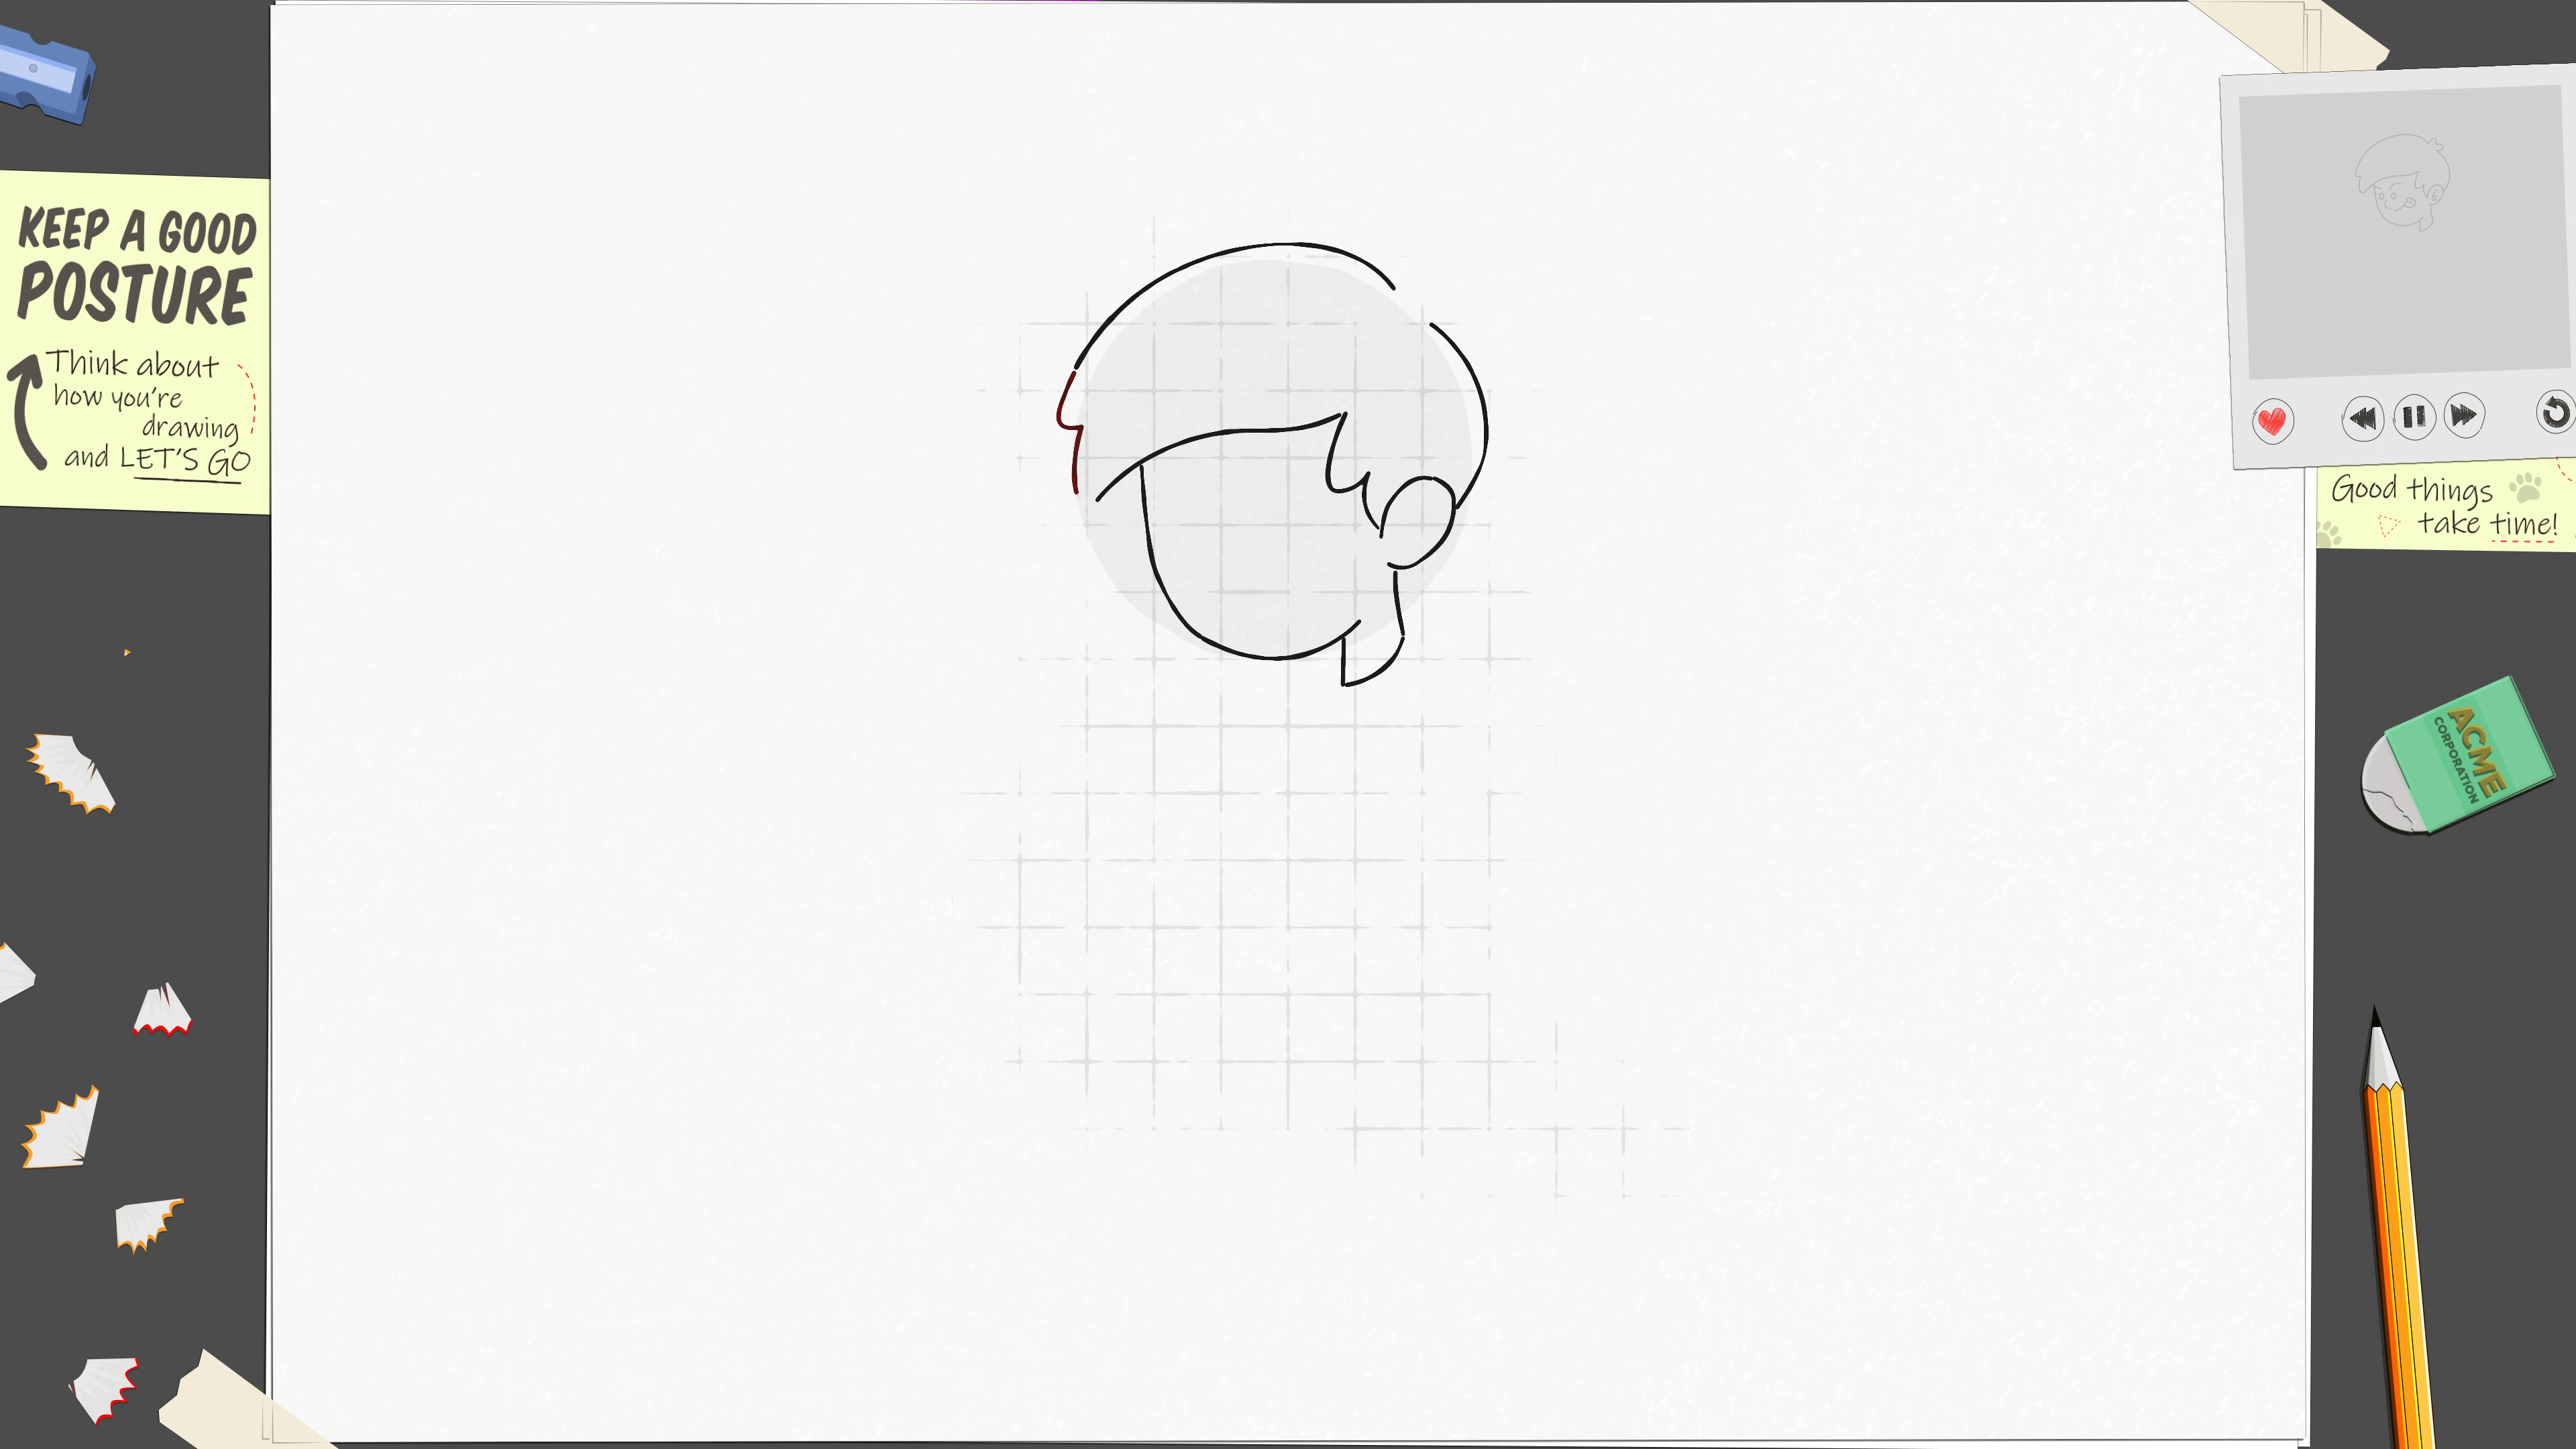 KEEP A GOOD
POSTURE
Think about
how you're
drawing
and LET'S GO
Good things
take time!
ACME
CORPORATION